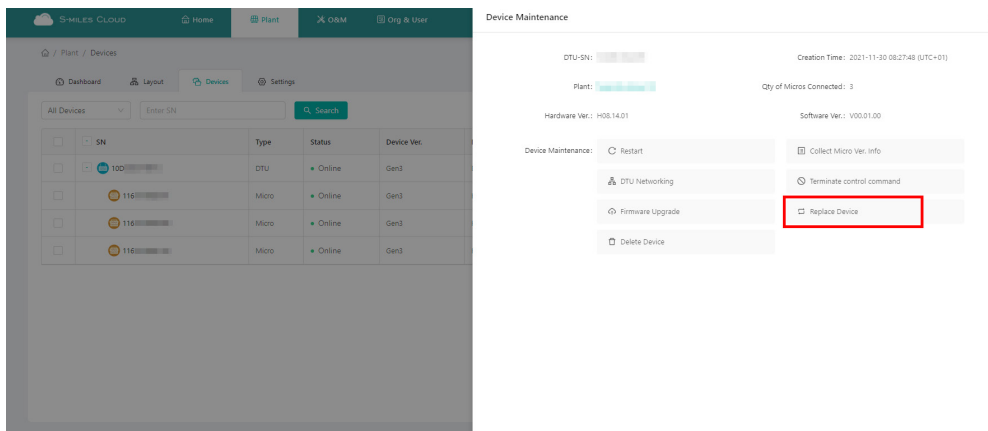 S-MILES CLOUD Home Plant O&M Org & User
/ Plant / Devices
Dashboard Layout Devices Settings
All Devices Enter SN Search
SN Type Status Device Ver.
10D DTU Online Gen3
116 Micro Online Gen3
116 Micro Online Gen3
116 Micro Online Gen3
Device Maintenance
DTU-SN: Creation Time: 2021-11-30 08:27:48 (UTC+01)
Plant: Qty of Micros Connected: 3
Hardware Ver.: H08.14.01 Software Ver.: V00.01.00
Device Maintenance: Restart Collect Micro Ver. Info
DTU Networking Terminate control command
Firmware Upgrade Replace Device
Delete Device